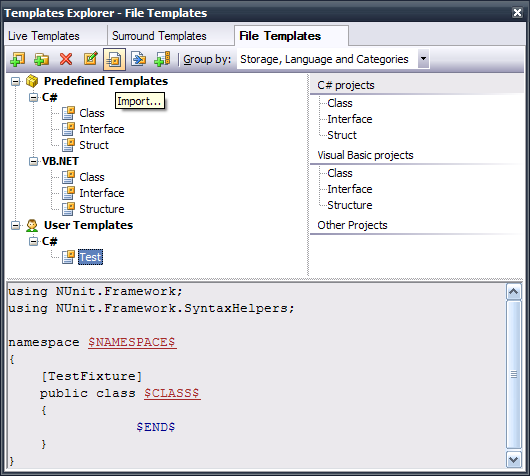 Templates Explorer - File Templates
Live Templates
Surround Templates
File Templates
Group by: Storage, Language and Categories
Import...
Predefined Templates
C#
Class
Interface
Struct
VB.NET
Class
Interface
Structure
User Templates
C#
Test
C# projects
Class
Interface
Struct
Visual Basic projects
Class
Interface
Structure
Other Projects
using NUnit.Framework;
using NUnit.Framework.SyntaxHelpers;
namespace $NAMESPACE$
{
[TestFixture]
public class $CLASS$
{
$END$
}
}